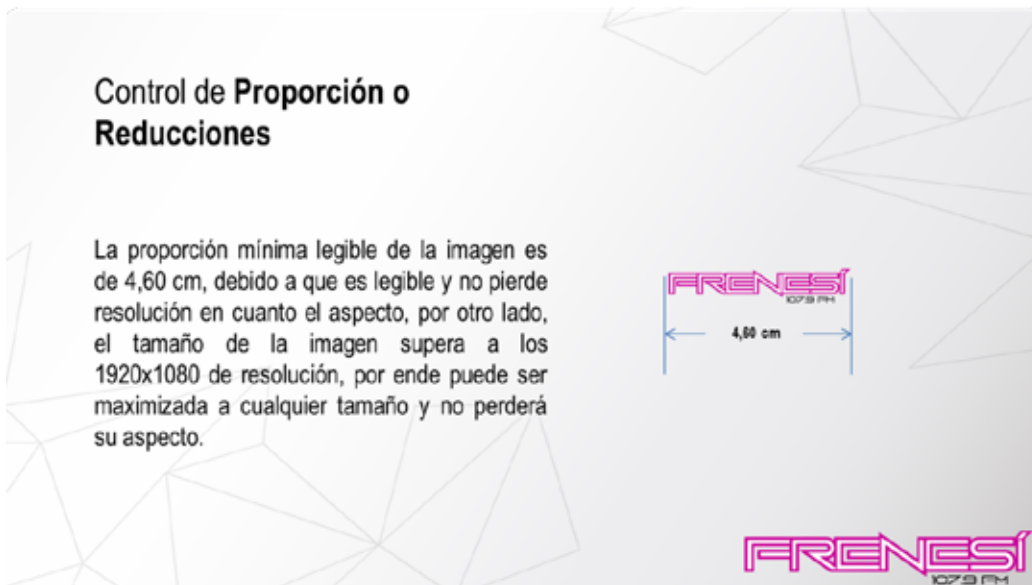 Control de Proporción o
Reducciones
La proporción mínima legible de la imagen es
de 4,60 cm, debido a que es legible y no pierde
resolución en cuanto el aspecto, por otro lado,
el tamaño de la imagen supera a los
1920x1080 de resolución, por ende puede ser
maximizada a cualquier tamaño y no perderá
su aspecto.
FRENESÍ
107.9 FM
4,60 cm
FRENESÍ
107.9 FM